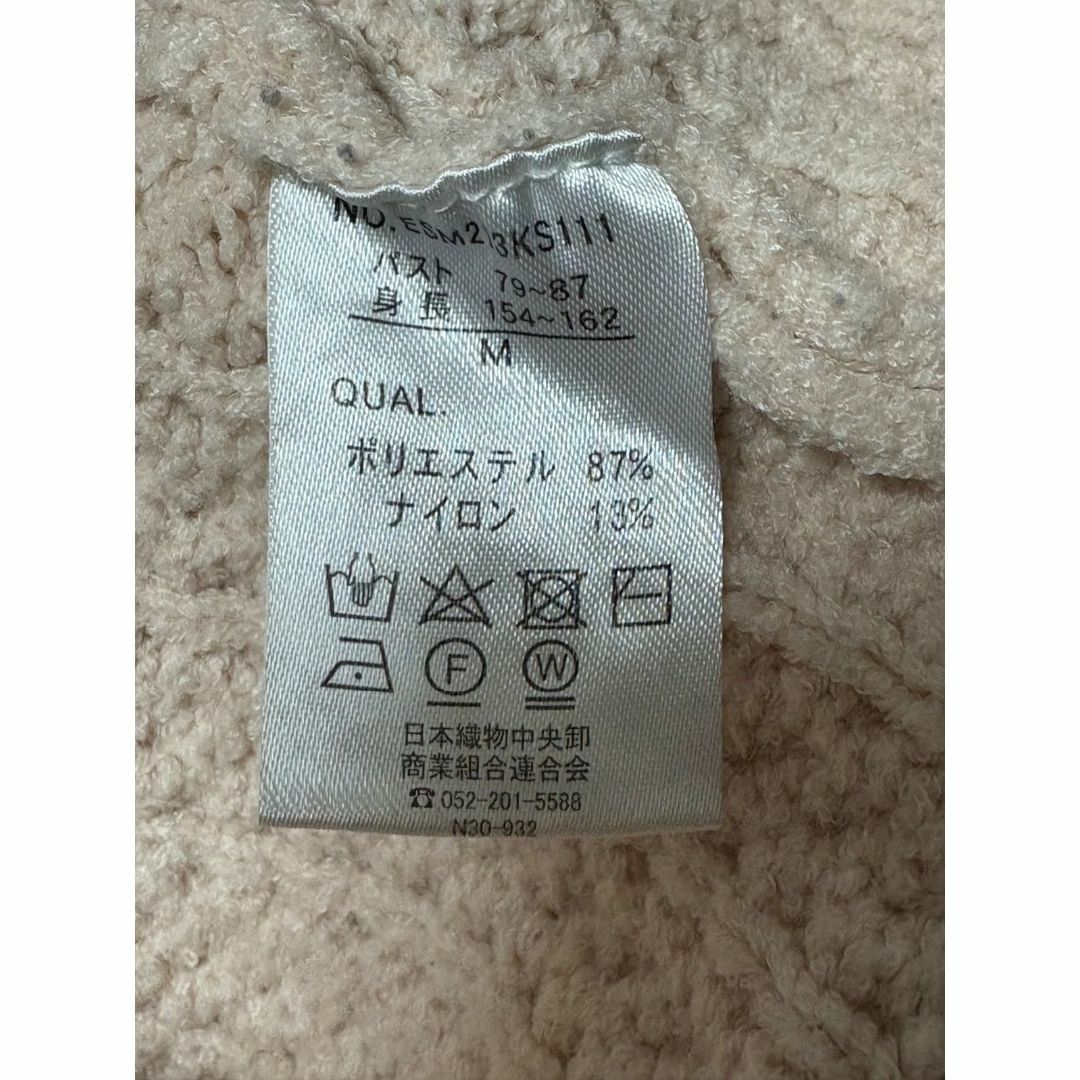 NO. ESM23KS111
バスト 79~87
身長 154~162
M
QUAL.
ポリエステル 87%
ナイロン 13%
F W
日本織物中央卸
商業組合連合会
☎052-201-5588
N30-932